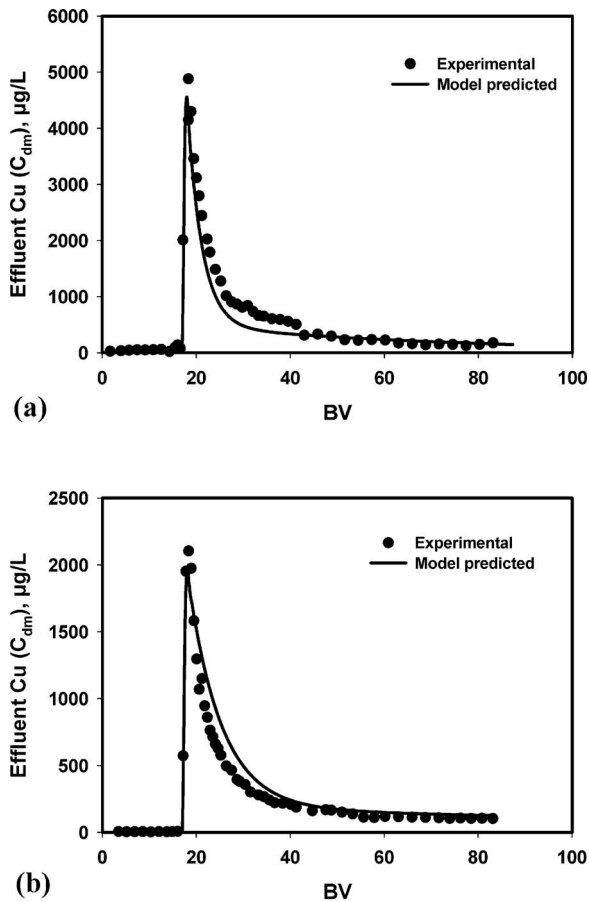 6000
5000
4000
3000
2000
1000
0
Effluent Cu (Cdm), µg/L
Experimental
Model predicted
0 20 40 60 80 100
BV
(a)
2500
2000
1500
1000
500
0
Effluent Cu (Cdm), µg/L
Experimental
Model predicted
0 20 40 60 80 100
BV
(b)